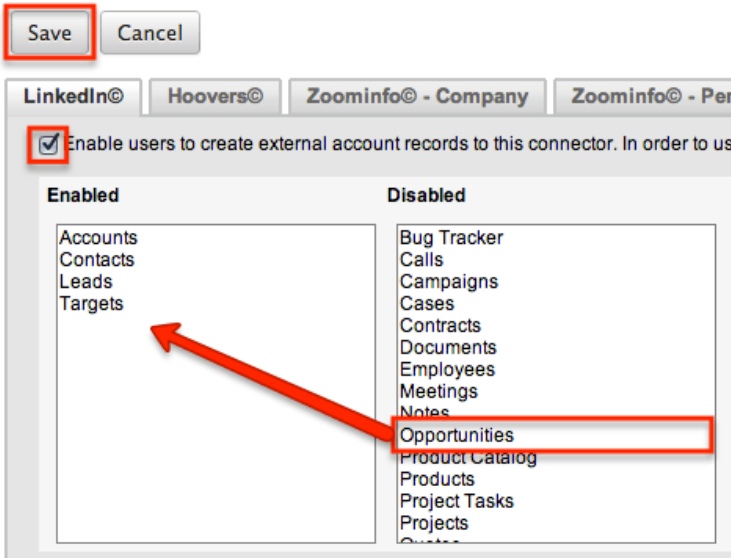 Save Cancel
LinkedIn© Hoovers© Zoominfo© - Company Zoominfo© - Per
Enable users to create external account records to this connector. In order to us
Enabled Disabled
Accounts
Contacts
Leads
Targets
Bug Tracker
Calls
Campaigns
Cases
Contracts
Documents
Employees
Meetings
Notes
Opportunities
Product Catalog
Products
Project Tasks
Projects